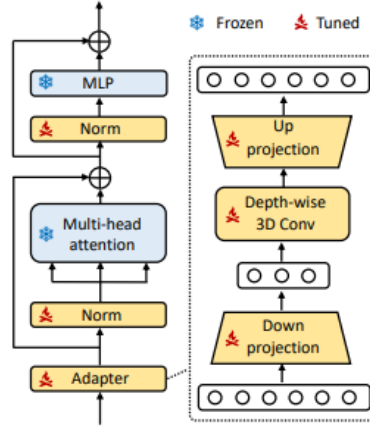 Frozen
Tuned
MLP
Norm
Multi-head
attention
Norm
Adapter
Up
projection
Depth-wise
3D Conv
Down
projection